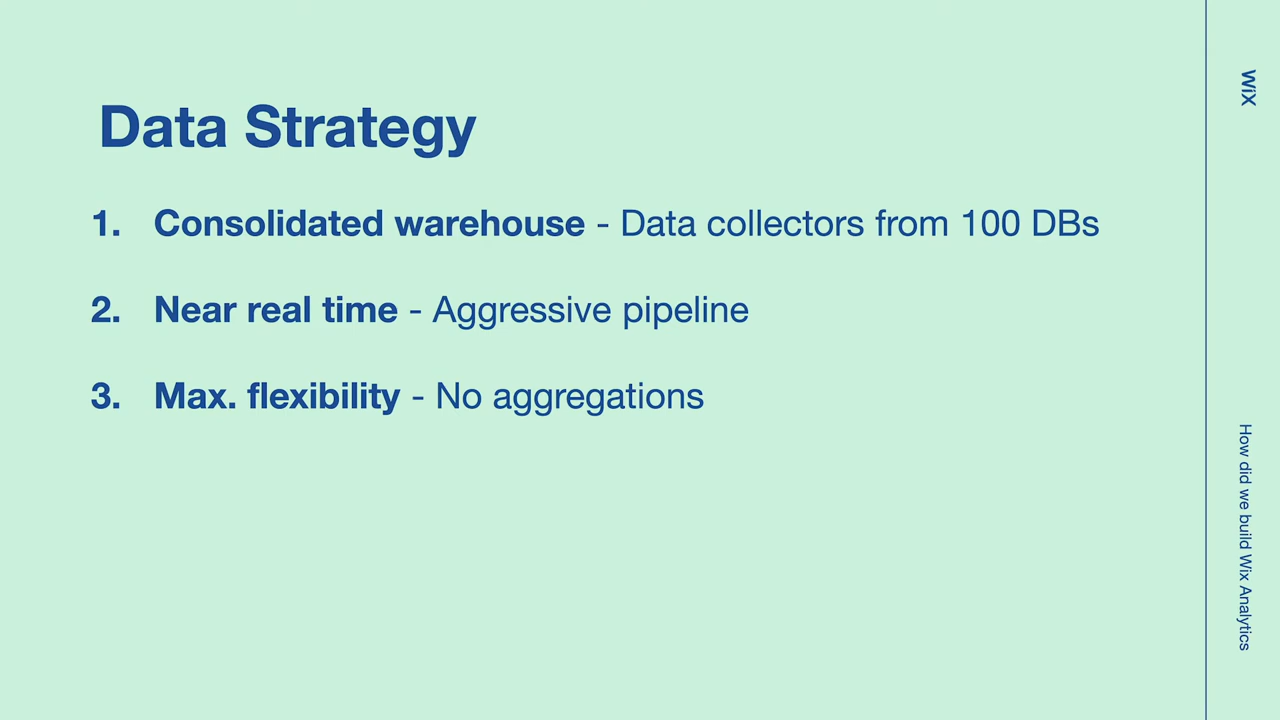 Data Strategy
1. Consolidated warehouse - Data collectors from 100 DBs
2. Near real time - Aggressive pipeline
3. Max. flexibility - No aggregations
WiX
How did we build Wix Analytics